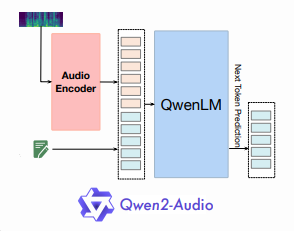 Audio
Encoder
QwenLM
Next Token Prediction
Qwen2-Audio